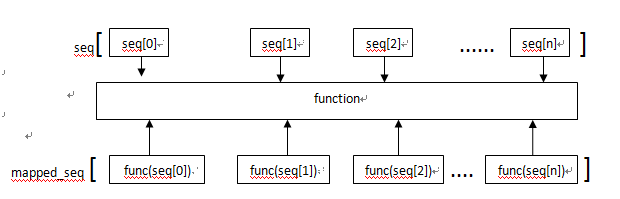 seq[ seq[0] seq[1] seq[2] ...... seq[n] ]
function
mapped_seq[ func(seq[0]) func(seq[1]) func(seq[2]) .... func(seq[n]) ]